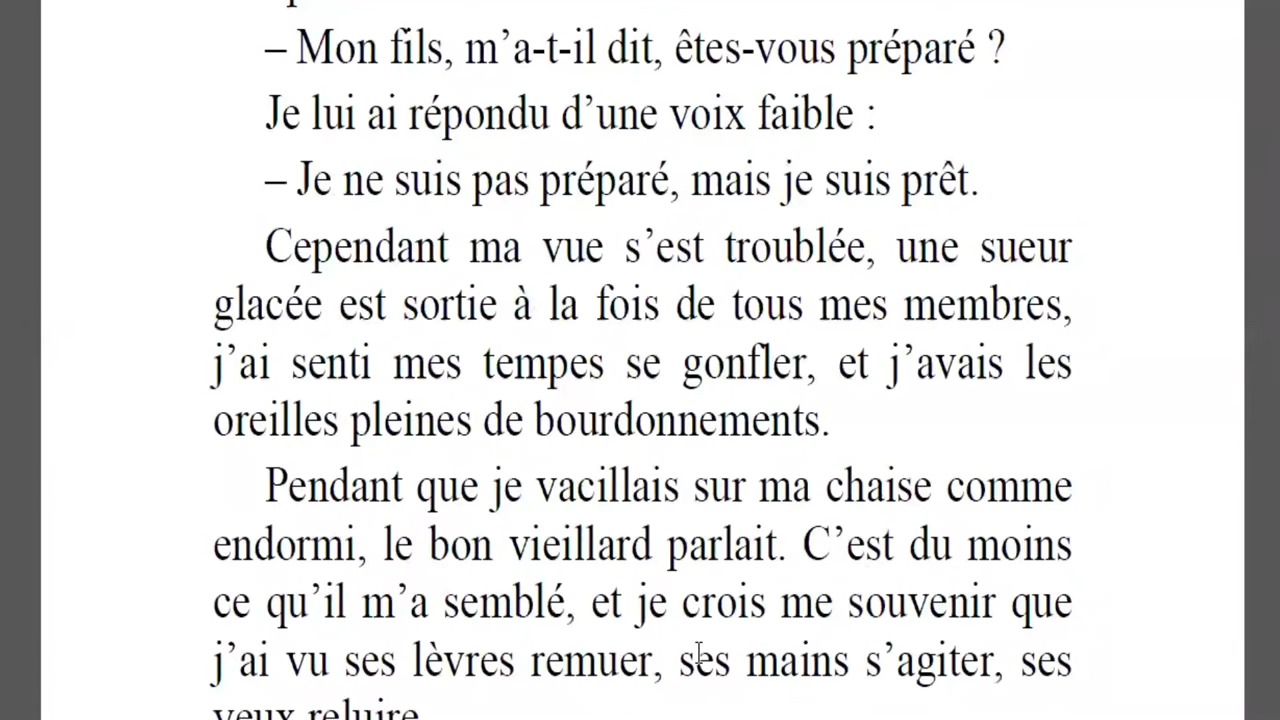 – Mon fils, m’a-t-il dit, êtes-vous préparé ?
Je lui ai répondu d’une voix faible :
– Je ne suis pas préparé, mais je suis prêt.
Cependant ma vue s’est troublée, une sueur
glacée est sortie à la fois de tous mes membres,
j’ai senti mes tempes se gonfler, et j’avais les
oreilles pleines de bourdonnements.
Pendant que je vacillais sur ma chaise comme
endormi, le bon vieillard parlait. C’est du moins
ce qu’il m’a semblé, et je crois me souvenir que
j’ai vu ses lèvres remuer, ses mains s’agiter, ses
yeux reluire